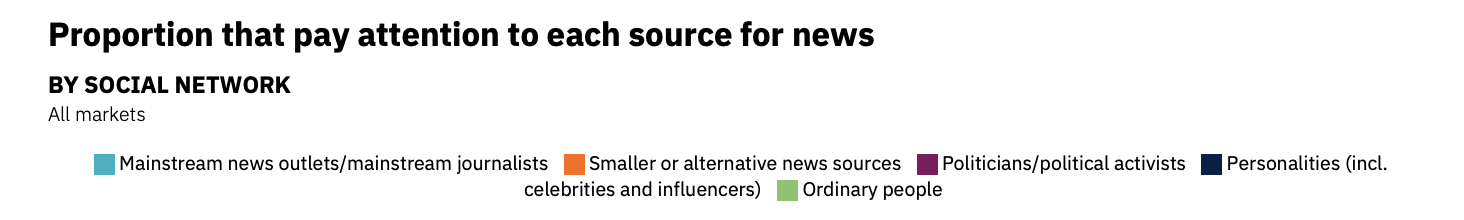 Proportion that pay attention to each source for news
BY SOCIAL NETWORK
All markets
Mainstream news outlets/mainstream journalists Smaller or alternative news sources Politicians/political activists Personalities (incl.
celebrities and influencers) Ordinary people